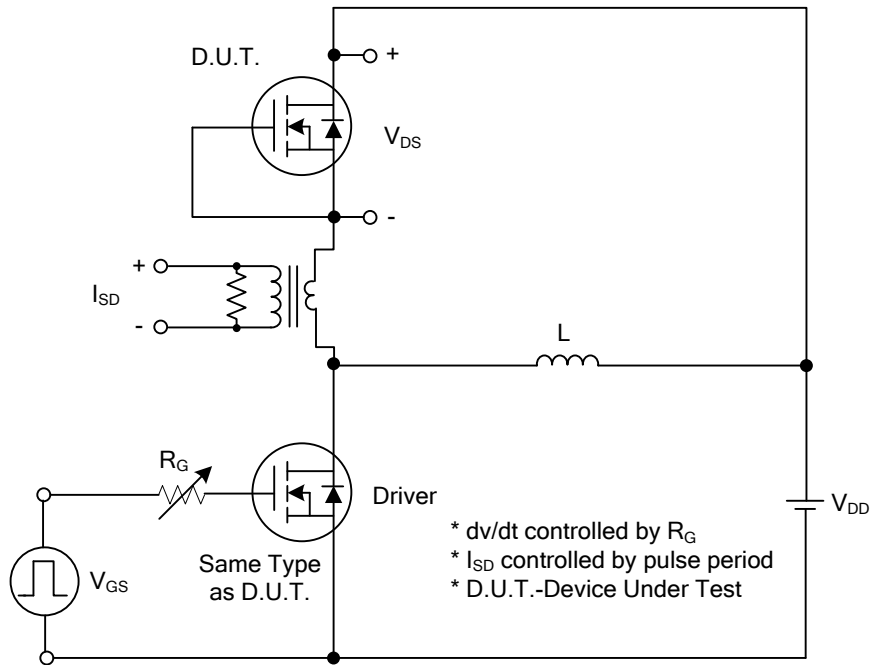 D.U.T.
+
V_DS
-
+
I_SD
-
L
R_G
Driver
V_DD
Same Type
as D.U.T.
V_GS
* dv/dt controlled by R_G
* I_SD controlled by pulse period
* D.U.T.-Device Under Test